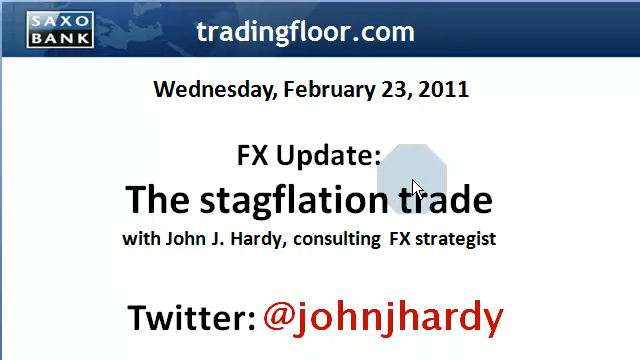 SAXO
BANK
tradingfloor.com
Wednesday, February 23, 2011
FX Update:
The stagflation trade
with John J. Hardy, consulting FX strategist
Twitter: @johnjhardy